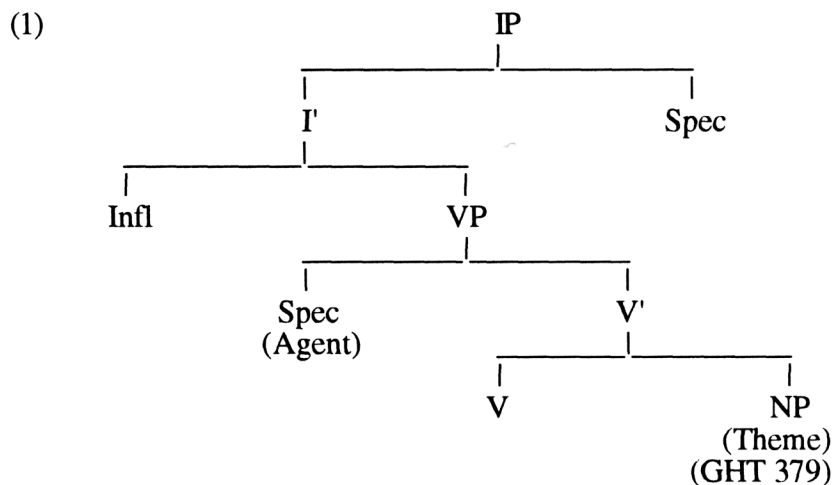 (1) IP
I' Spec
Infl VP
Spec V'
(Agent)
V NP
(Theme)
(GHT 379)